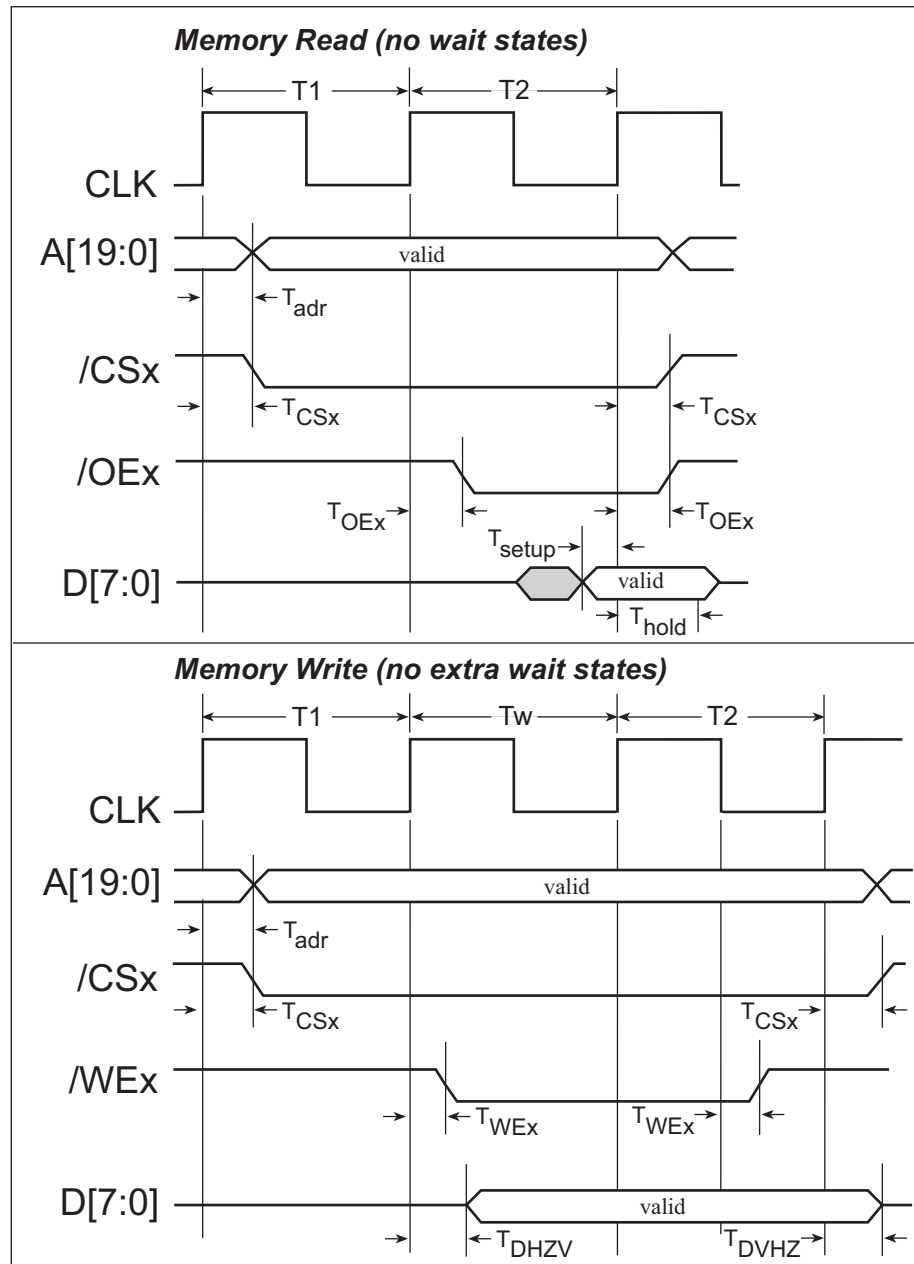 Memory Read (no wait states)
T1 T2
CLK
A[19:0] valid
Tadr
/CSx
TCSx TCSx
/OEx
TOEx TOEx
Tsetup
D[7:0] valid
Thold
Memory Write (no extra wait states)
T1 Tw T2
CLK
A[19:0] valid
Tadr
/CSx
TCSx TCSx
/WEx
TWEx TWEx
D[7:0] valid
TDHZV TDVHZ